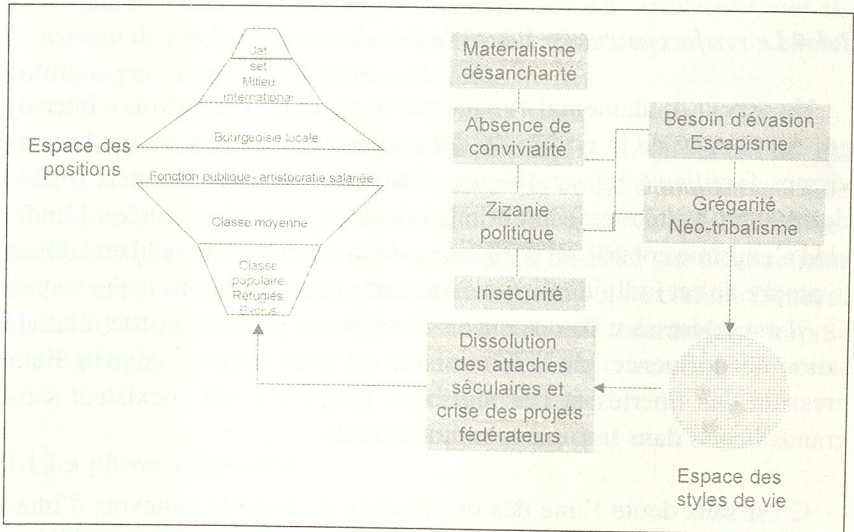 Jet
set
Milieu
international
Bourgeoisie locale
Espace des
positions
Fonction publique- artistocratie salariée
Classe moyenne
Classe
populaire
Réfugiés
Exclus
Matérialisme
désanchanté
Absence de
convivialité
Zizanie
politique
Insécurité
Dissolution
des attaches
séculaires et
crise des projets
fédérateurs
Besoin d'évasion
Escapisme
Grégarité
Néo-tribalisme
Espace des
styles de vie